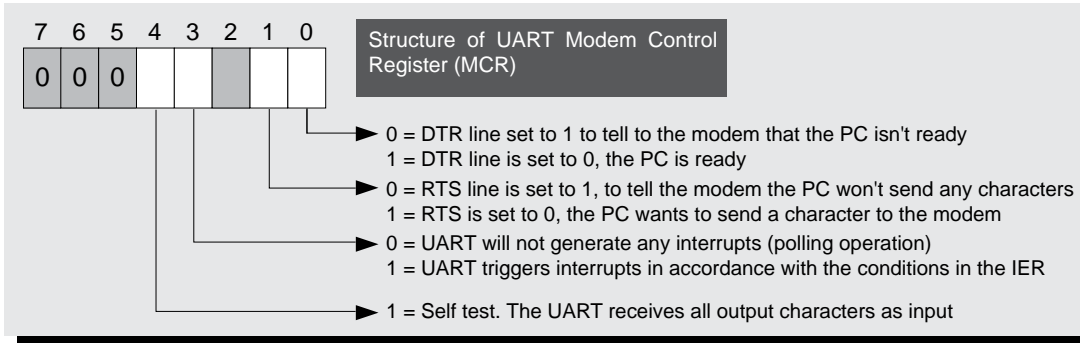 7 6 5 4 3 2 1 0
0 0 0
Structure of UART Modem Control
Register (MCR)
0 = DTR line set to 1 to tell to the modem that the PC isn't ready
1 = DTR line is set to 0, the PC is ready
0 = RTS line is set to 1, to tell the modem the PC won't send any characters
1 = RTS is set to 0, the PC wants to send a character to the modem
0 = UART will not generate any interrupts (polling operation)
1 = UART triggers interrupts in accordance with the conditions in the IER
1 = Self test. The UART receives all output characters as input